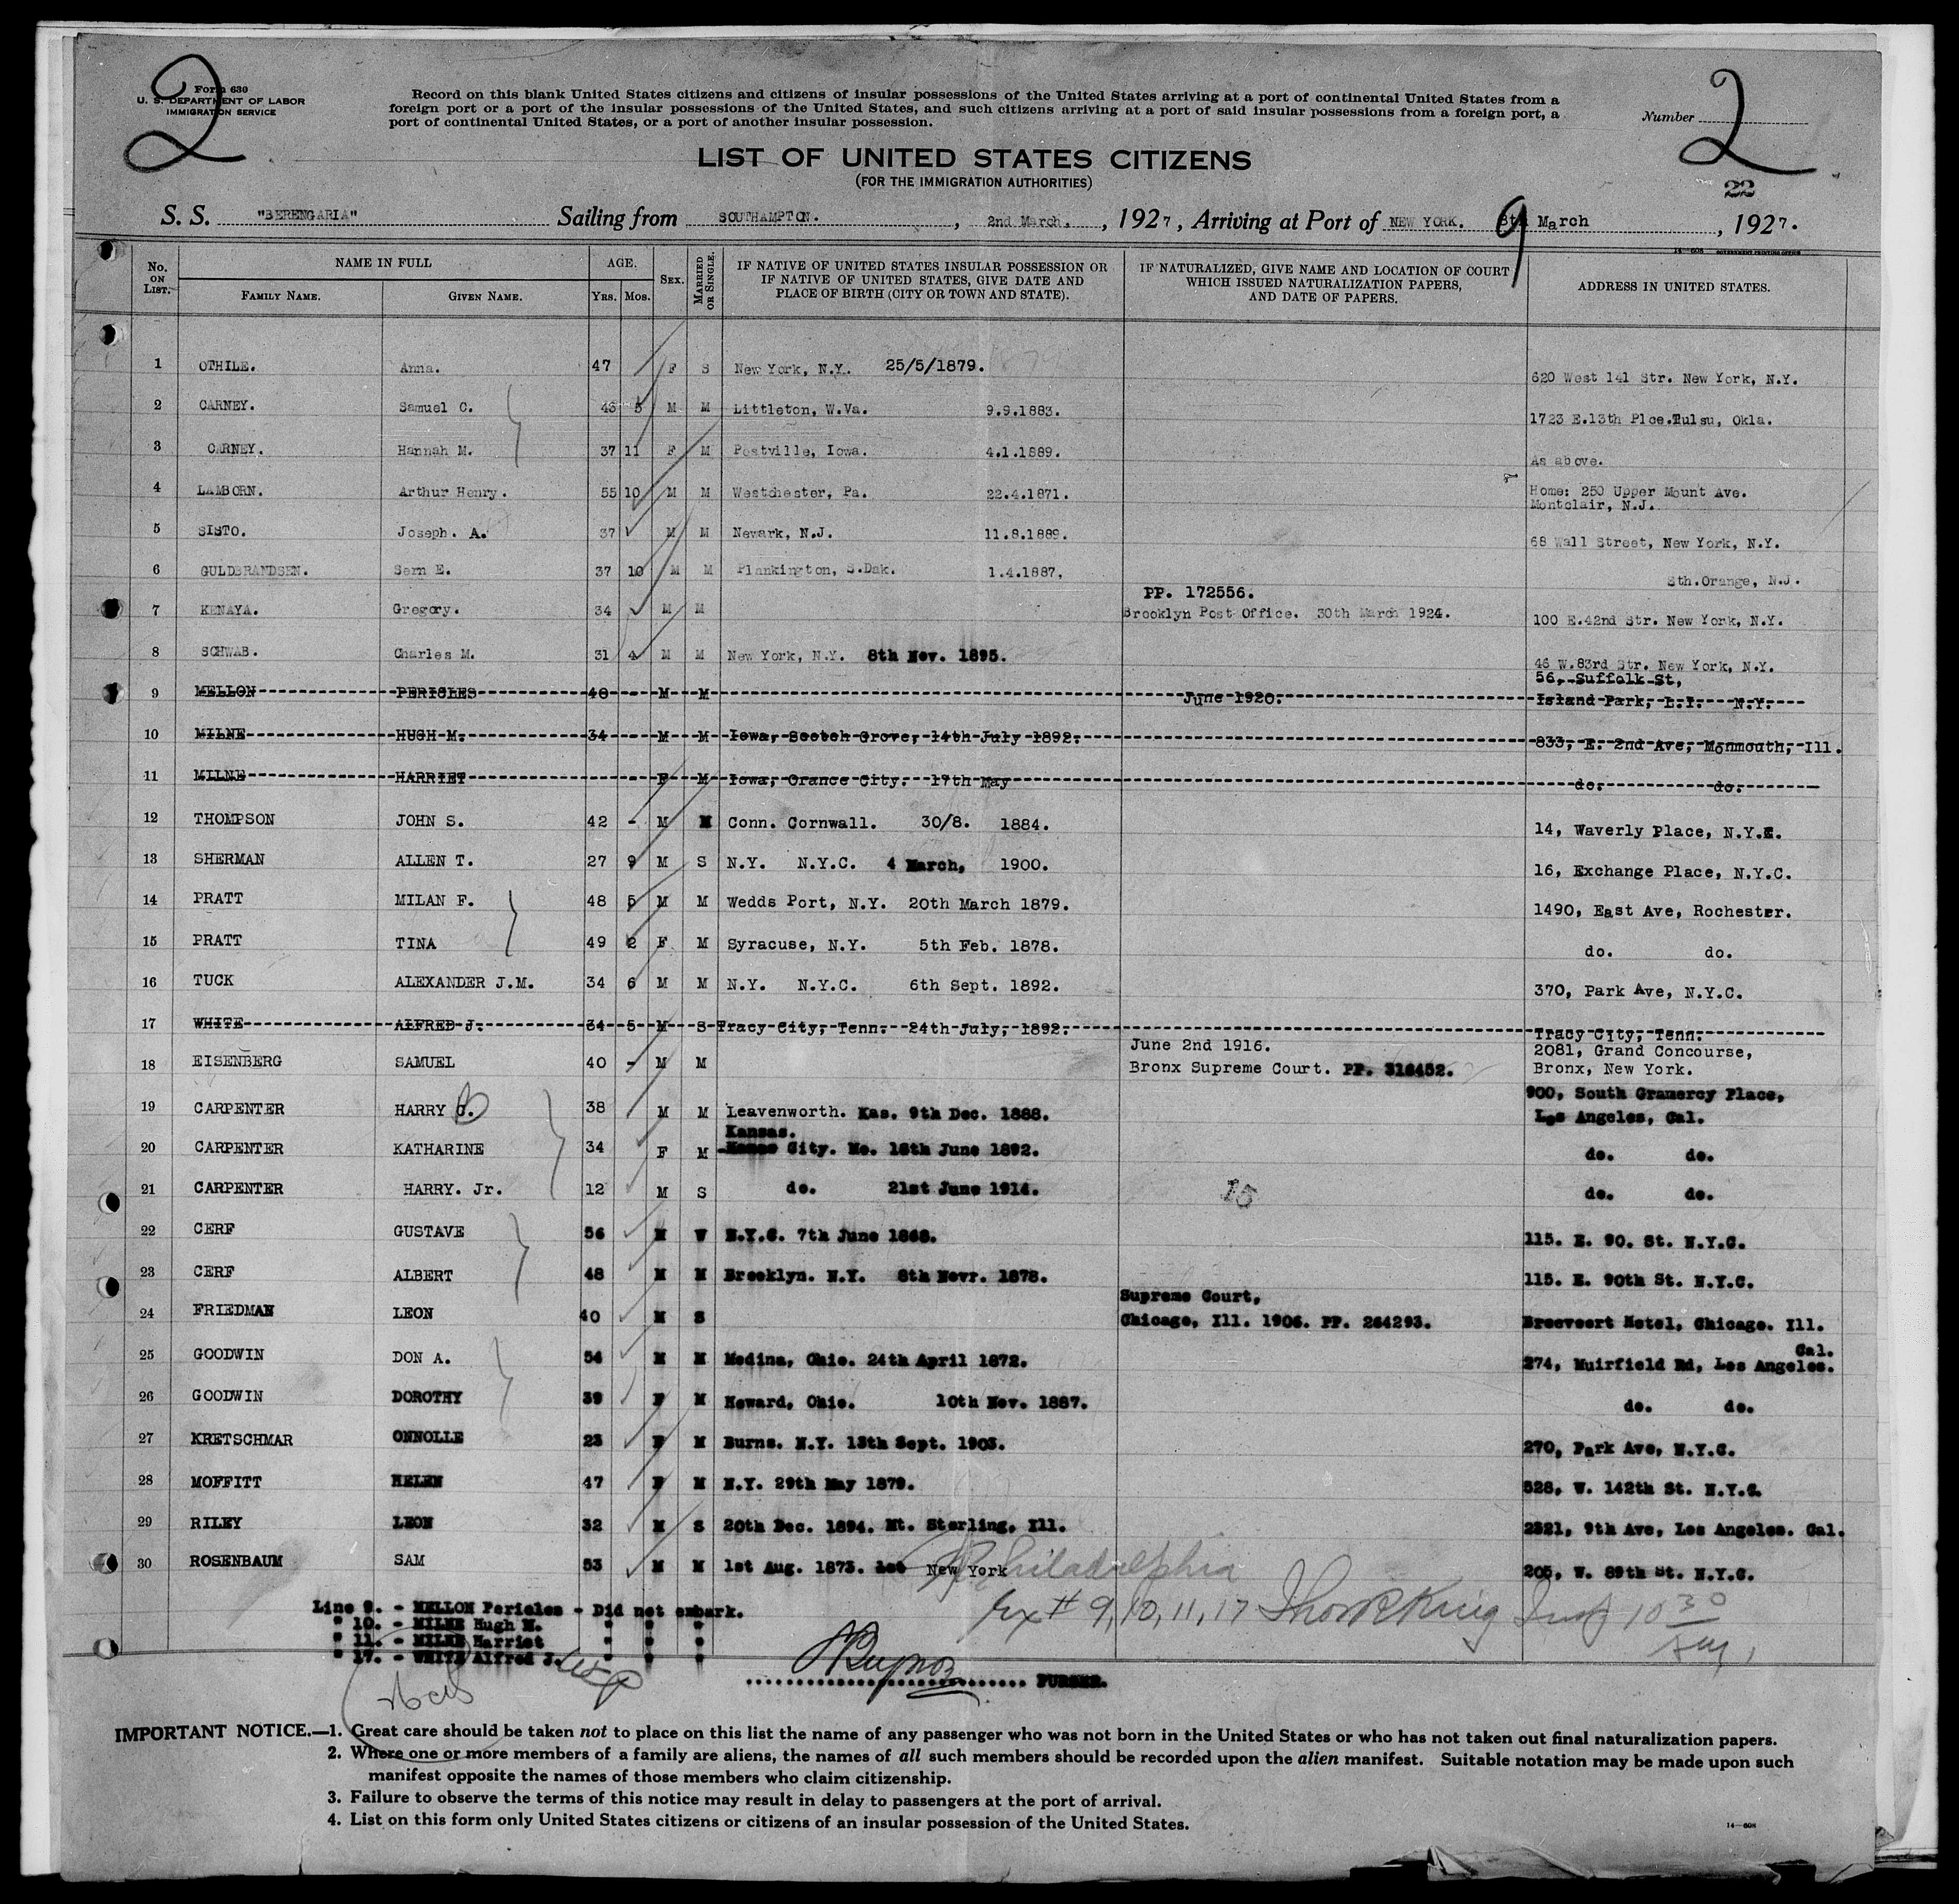 2
2
Form 630
U. S. DEPARTMENT OF LABOR
IMMIGRATION SERVICE
Record on this blank United States citizens and citizens of insular possessions of the United States arriving at a port of continental United States from a
foreign port or a port of the insular possessions of the United States, and such citizens arriving at a port of said insular possessions from a foreign port, a
port of continental United States, or a port of another insular possession.
Number
LIST OF UNITED STATES CITIZENS
(FOR THE IMMIGRATION AUTHORITIES)
22
S. S. "BERENGARIA" Sailing from SOUTHAMPTON. , 2nd March. , 1927, Arriving at Port of NEW YORK. 8th 9 March , 1927.
14—608 GOVERNMENT PRINTING OFFICE
No. ON LIST. NAME IN FULL FAMILY NAME. GIVEN NAME. AGE. Yrs. Mos. SEX. MARRIED OR SINGLE. IF NATIVE OF UNITED STATES INSULAR POSSESSION OR IF NATIVE OF UNITED STATES, GIVE DATE AND PLACE OF BIRTH (CITY OR TOWN AND STATE). IF NATURALIZED, GIVE NAME AND LOCATION OF COURT WHICH ISSUED NATURALIZATION PAPERS, AND DATE OF PAPERS. ADDRESS IN UNITED STATES.
1 OTHILE. Anna. 47 F S New York, N.Y. 25/5/1879. 620 West 141 Str. New York, N.Y.
2 CARNEY. Samuel C. 43 5 M M Littleton, W.Va. 9.9.1883. 1723 E.13th Plce.Tulsu, Okla.
3 CARNEY. Hannah M. 37 11 F M Postville, Iowa. 4.1.1889. As above.
4 LAMBORN. Arthur Henry. 55 10 M M Westchester, Pa. 22.4.1871. Home: 250 Upper Mount Ave.
Montclair, N.J.
5 SISTO. Joseph. A. 37 M M Newark, N.J. 11.8.1889. 68 Wall Street, New York, N.Y.
6 GULDBRANDSEN. Sern E. 37 10 M M Plankington, S.Dak. 1.4.1887, Sth.Orange, N.J.
PP. 172556.
7 KENAYA. Gregory. 34 M M Brooklyn Post Office. 30th March 1924. 100 E.42nd Str. New York, N.Y.
8 SCHWAB. Charles M. 31 4 M M New York, N.Y. 8th Nov. 1895. 46 W.83rd Str. New York, N.Y.
56, Suffolk St,
9 MELLON PERICLES 40 - M M June 1920. Island Park, L.I. N.Y.
10 MILNE HUGH M. 34 - M M Iowa, Scotch Grove, 14th July 1892. 833, E. 2nd Ave, Monmouth, Ill.
11 MILNE HARRIET - F M Iowa, Orance City. 17th May do. do.
12 THOMPSON JOHN S. 42 - M M Conn. Cornwall. 30/8. 1884. 14, Waverly Place, N.Y.C.
13 SHERMAN ALLEN T. 27 9 M S N.Y. N.Y.C. 4 March, 1900. 16, Exchange Place, N.Y.C.
14 PRATT MILAN F. 48 5 M M Wedds Port, N.Y. 20th March 1879. 1490, East Ave, Rochester.
15 PRATT TINA 49 2 F M Syracuse, N.Y. 5th Feb. 1878. do. do.
16 TUCK ALEXANDER J.M. 34 6 M M N.Y. N.Y.C. 6th Sept. 1892. 370, Park Ave, N.Y.C.
17 WHITE ALFRED J. 34 5 M S Tracy City, Tenn. 24th July, 1892. Tracy City, Tenn.
June 2nd 1916. 2081, Grand Concourse,
18 EISENBERG SAMUEL 40 - M M Bronx Supreme Court. PP. 316452. Bronx, New York.
900, South Gramercy Place,
19 CARPENTER HARRY B 38 M M Leavenworth. Kas. 9th Dec. 1888. Los Angeles, Cal.
Kansas.
20 CARPENTER KATHARINE 34 F M City. Mo. 18th June 1892. do. do.
21 CARPENTER HARRY. Jr. 12 M S do. 21st June 1914. 15 do. do.
22 CERF GUSTAVE 56 M W N.Y.C. 7th June 1868. 115. E. 90. St. N.Y.C.
23 CERF ALBERT 48 M M Brooklyn. N.Y. 8th Novr. 1878. 115. E. 90th St. N.Y.C.
Supreme Court,
24 FRIEDMAN LEON 40 M S Chicago, Ill. 1906. PP. 264293. Breevoort Hotel, Chicago. Ill.
Cal.
25 GOODWIN DON A. 54 M M Medina, Ohio. 24th April 1872. 274, Muirfield Rd, Los Angeles.
26 GOODWIN DOROTHY 39 F M Howard, Ohio. 10th Nov. 1887. do. do.
27 KRETSCHMAR ONNOLLE 23 F M Burns. N.Y. 13th Sept. 1903. 270, Park Ave, N.Y.C.
28 MOFFITT HELEN 47 F M N.Y. 29th May 1879. 528, W. 142th St. N.Y.C.
29 RILEY LEON 32 M S 20th Dec. 1894. Mt. Sterling, Ill. 2321, 9th Ave, Los Angeles. Cal.
30 ROSENBAUM SAM 53 M M 1st Aug. 1873. New York Philadelphia 205, W. 89th St. N.Y.C.
Line 9. - MELLON Pericles - Did not embark.
" 10. - MILNE Hugh M. " " "
" 11. - MILNE Harriet " " "
" 17. - WHITE Alfred J. " " "
# 9, 10, 11, 17 10 30
PURSER.
IMPORTANT NOTICE.—1. Great care should be taken not to place on this list the name of any passenger who was not born in the United States or who has not taken out final naturalization papers.
2. Where one or more members of a family are aliens, the names of all such members should be recorded upon the alien manifest. Suitable notation may be made upon such
manifest opposite the names of those members who claim citizenship.
3. Failure to observe the terms of this notice may result in delay to passengers at the port of arrival.
4. List on this form only United States citizens or citizens of an insular possession of the United States.
14—608